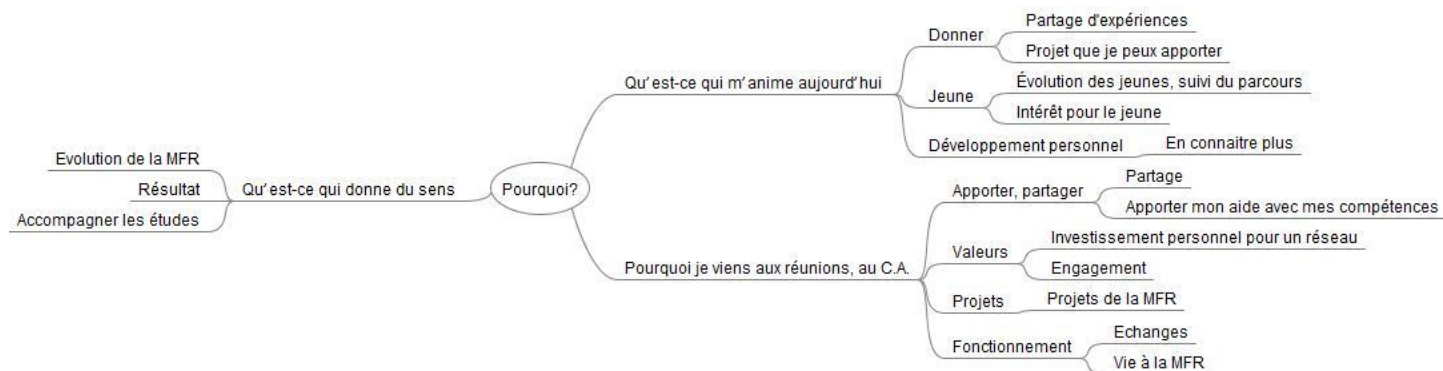 Pourquoi?
Qu'est-ce qui m'anime aujourd'hui
Donner
Partage d'expériences
Projet que je peux apporter
Jeune
Évolution des jeunes, suivi du parcours
Intérêt pour le jeune
Développement personnel
En connaitre plus
Pourquoi je viens aux réunions, au C.A.
Apporter, partager
Partage
Apporter mon aide avec mes compétences
Valeurs
Investissement personnel pour un réseau
Engagement
Projets
Projets de la MFR
Fonctionnement
Echanges
Vie à la MFR
Qu'est-ce qui donne du sens
Evolution de la MFR
Résultat
Accompagner les études